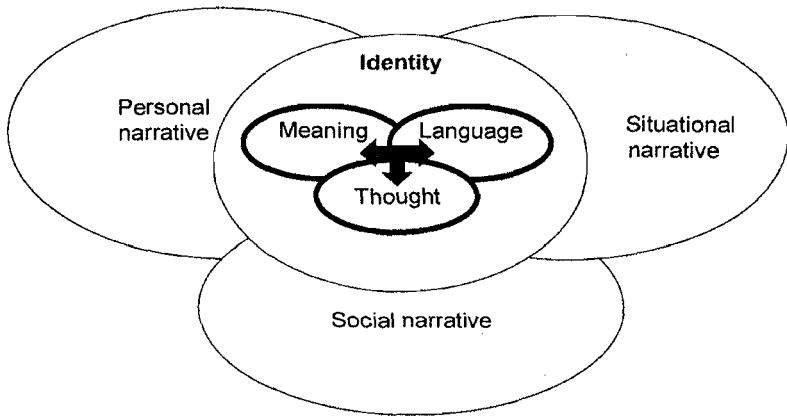 Identity
Personal
narrative
Meaning
Language
Situational
narrative
Thought
Social narrative